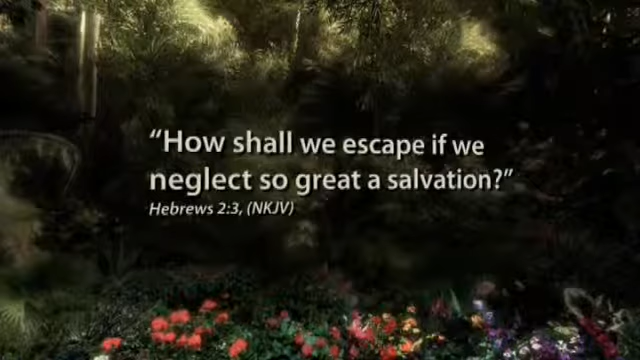 “How shall we escape if we
neglect so great a salvation?”
Hebrews 2:3, (NKJV)